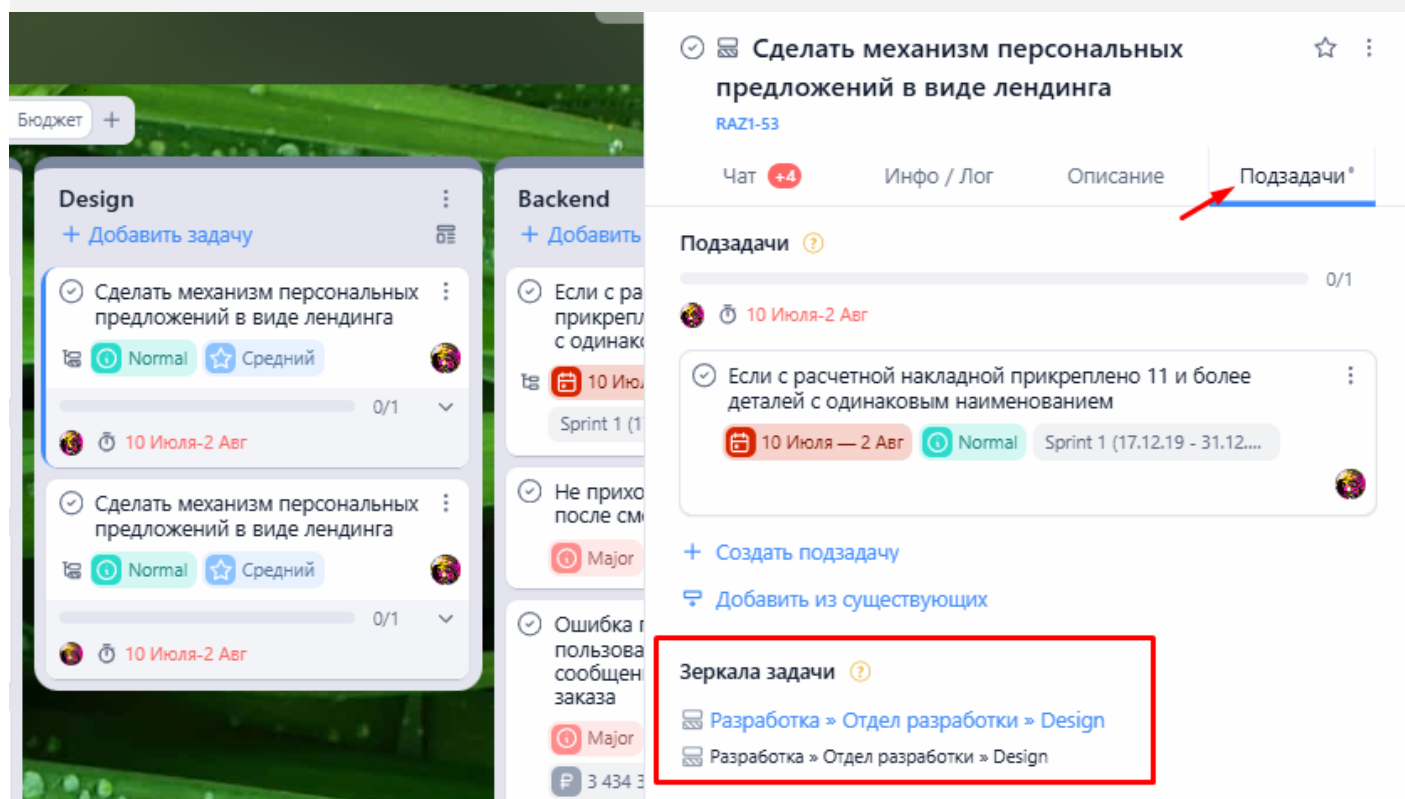 Бюджет +
Design
+ Добавить задачу
Сделать механизм персональных
предложений в виде лендинга
Normal
Средний
0/1
10 Июля-2 Авг
Сделать механизм персональных
предложений в виде лендинга
Normal
Средний
0/1
10 Июля-2 Авг
Backend
+ Добавить
Если с ра
прикрепл
с одинако
10 Июл
Sprint 1 (1
Не прихо
после см
Major
Ошибка
пользова
сообщен
заказа
Major
₽ 3 434 3
Сделать механизм персональных
предложений в виде лендинга
RAZ1-53
Чат +4
Инфо / Лог
Описание
Подзадачи
Подзадачи ?
0/1
10 Июля-2 Авг
Если с расчетной накладной прикреплено 11 и более
деталей с одинаковым наименованием
10 Июля — 2 Авг
Normal
Sprint 1 (17.12.19 - 31.12....
+ Создать подзадачу
Добавить из существующих
Зеркала задачи ?
Разработка » Отдел разработки » Design
Разработка » Отдел разработки » Design